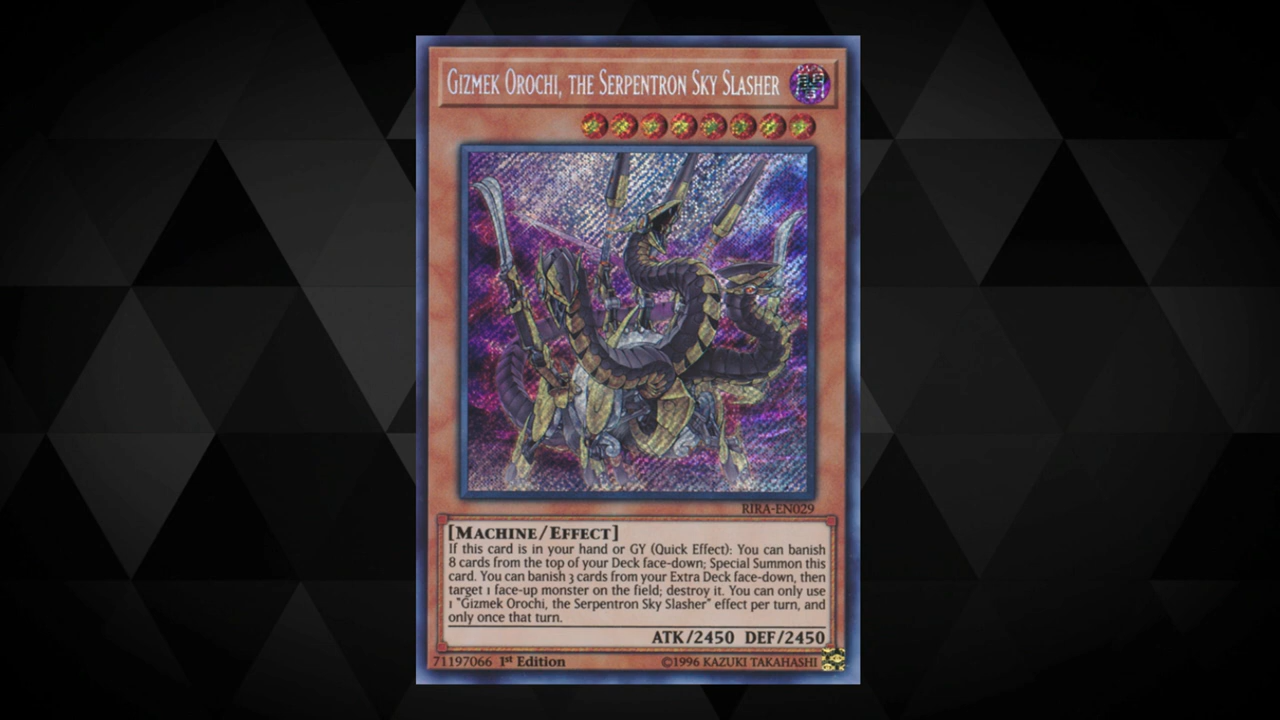 GIZMEK OROCHI, THE SERPENTRON SKY SLASHER
闇
RIRA-EN029
[MACHINE/EFFECT]
If this card is in your hand or GY (Quick Effect): You can banish
8 cards from the top of your Deck face-down; Special Summon this
card. You can banish 3 cards from your Extra Deck face-down, then
target 1 face-up monster on the field; destroy it. You can only use
1 "Gizmek Orochi, the Serpentron Sky Slasher" effect per turn, and
only once that turn.
ATK/2450 DEF/2450
71197066 1st Edition ©1996 KAZUKI TAKAHASHI